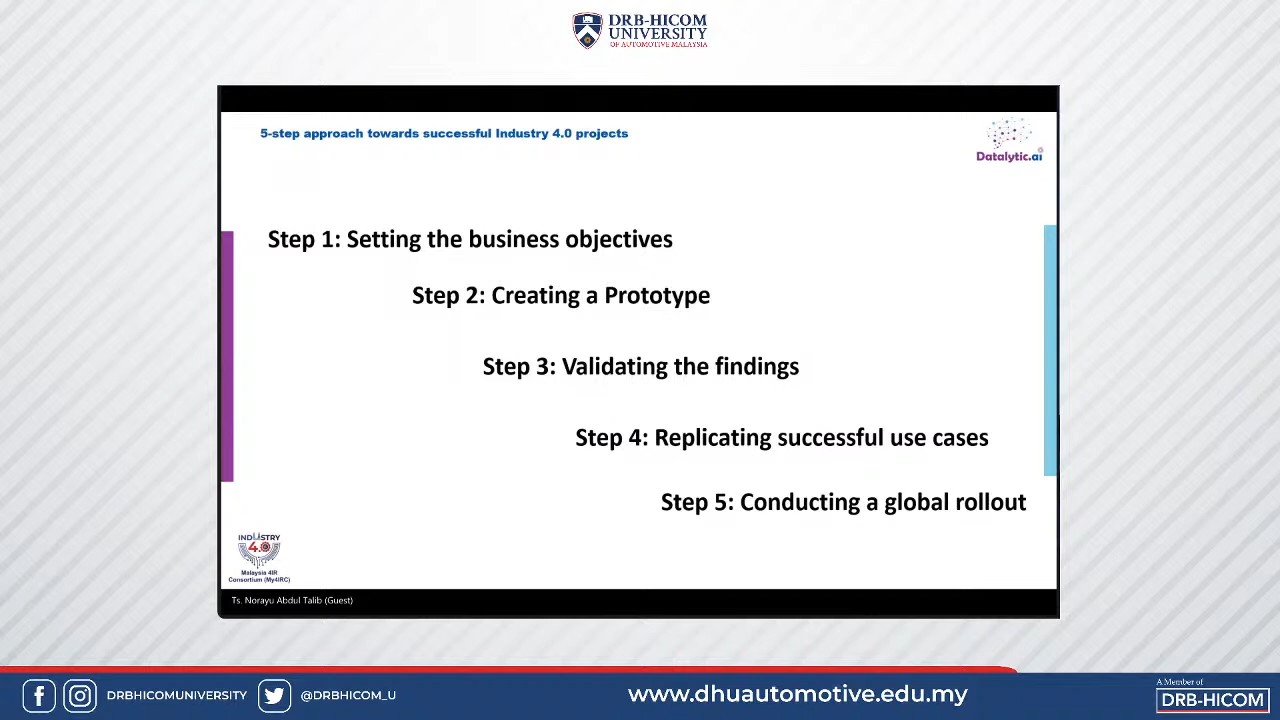 DRB-HICOM
UNIVERSITY
OF AUTOMOTIVE MALAYSIA
5-step approach towards successful Industry 4.0 projects
Datalytic.ai
Step 1: Setting the business objectives
Step 2: Creating a Prototype
Step 3: Validating the findings
Step 4: Replicating successful use cases
Step 5: Conducting a global rollout
INDUSTRY
4.0
Malaysia 4IR
Consortium (My4IRC)
Ts. Norayu Abdul Talib (Guest)
DRBHICOMUNIVERSITY
@DRBHICOM_U
www.dhuautomotive.edu.my
A Member of
DRB-HICOM